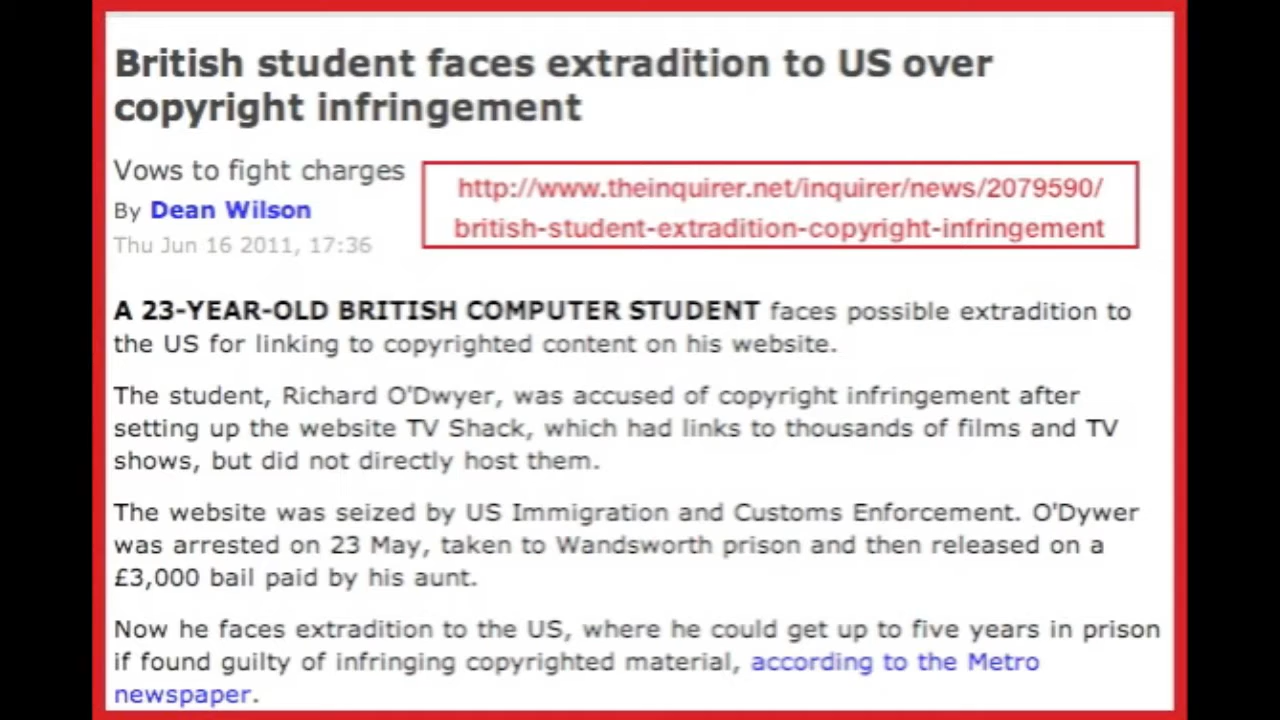 British student faces extradition to US over
copyright infringement
Vows to fight charges
By Dean Wilson
Thu Jun 16 2011, 17:36
http://www.theinquirer.net/inquirer/news/2079590/
british-student-extradition-copyright-infringement
A 23-YEAR-OLD BRITISH COMPUTER STUDENT faces possible extradition to
the US for linking to copyrighted content on his website.
The student, Richard O'Dwyer, was accused of copyright infringement after
setting up the website TV Shack, which had links to thousands of films and TV
shows, but did not directly host them.
The website was seized by US Immigration and Customs Enforcement. O'Dywer
was arrested on 23 May, taken to Wandsworth prison and then released on a
£3,000 bail paid by his aunt.
Now he faces extradition to the US, where he could get up to five years in prison
if found guilty of infringing copyrighted material, according to the Metro
newspaper.